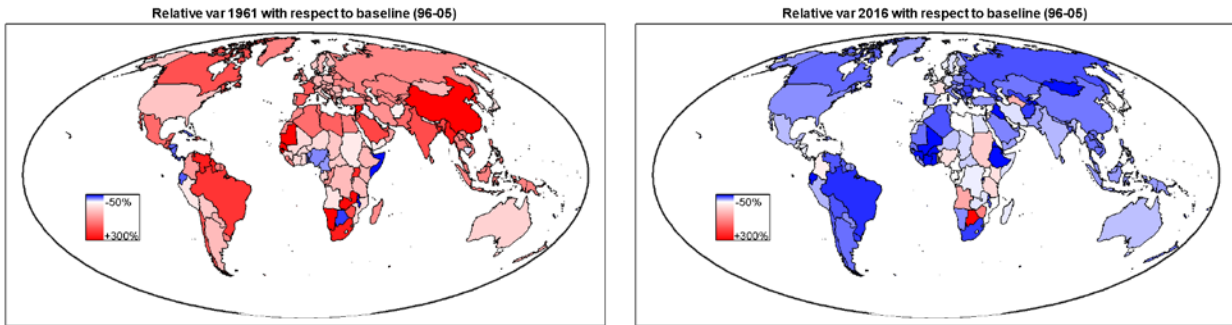 Relative var 1961 with respect to baseline (96-05)
-50%
+300%
Relative var 2016 with respect to baseline (96-05)
-50%
+300%